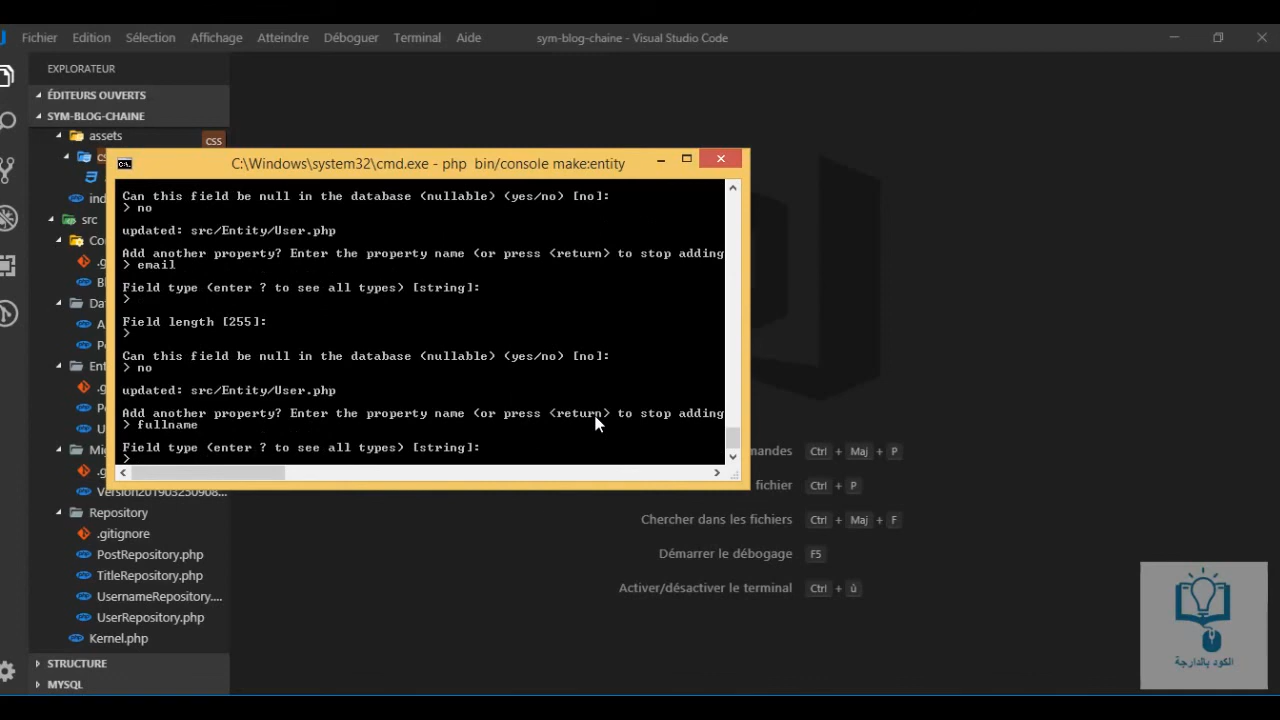 Fichier Edition Sélection Affichage Atteindre Déboguer Terminal Aide sym-blog-chaine - Visual Studio Code
EXPLORATEUR
ÉDITEURS OUVERTS
SYM-BLOG-CHAINE
assets
css
src
Repository
.gitignore
PostRepository.php
TitleRepository.php
UsernameRepository....
UserRepository.php
Kernel.php
STRUCTURE
MYSQL
C:\Windows\system32\cmd.exe - php bin/console make:entity
Can this field be null in the database (nullable) (yes/no) [no]:
> no
updated: src/Entity/User.php
Add another property? Enter the property name (or press <return> to stop adding
> email
Field type (enter ? to see all types) [string]:
>
Field length [255]:
>
Can this field be null in the database (nullable) (yes/no) [no]:
> no
updated: src/Entity/User.php
Add another property? Enter the property name (or press <return> to stop adding
> fullname
Field type (enter ? to see all types) [string]:
>
Ctrl + Maj + P
fichier Ctrl + P
Chercher dans les fichiers Ctrl + Maj + F
Démarrer le débogage F5
Activer/désactiver le terminal Ctrl + ù
الكود بالدارجة